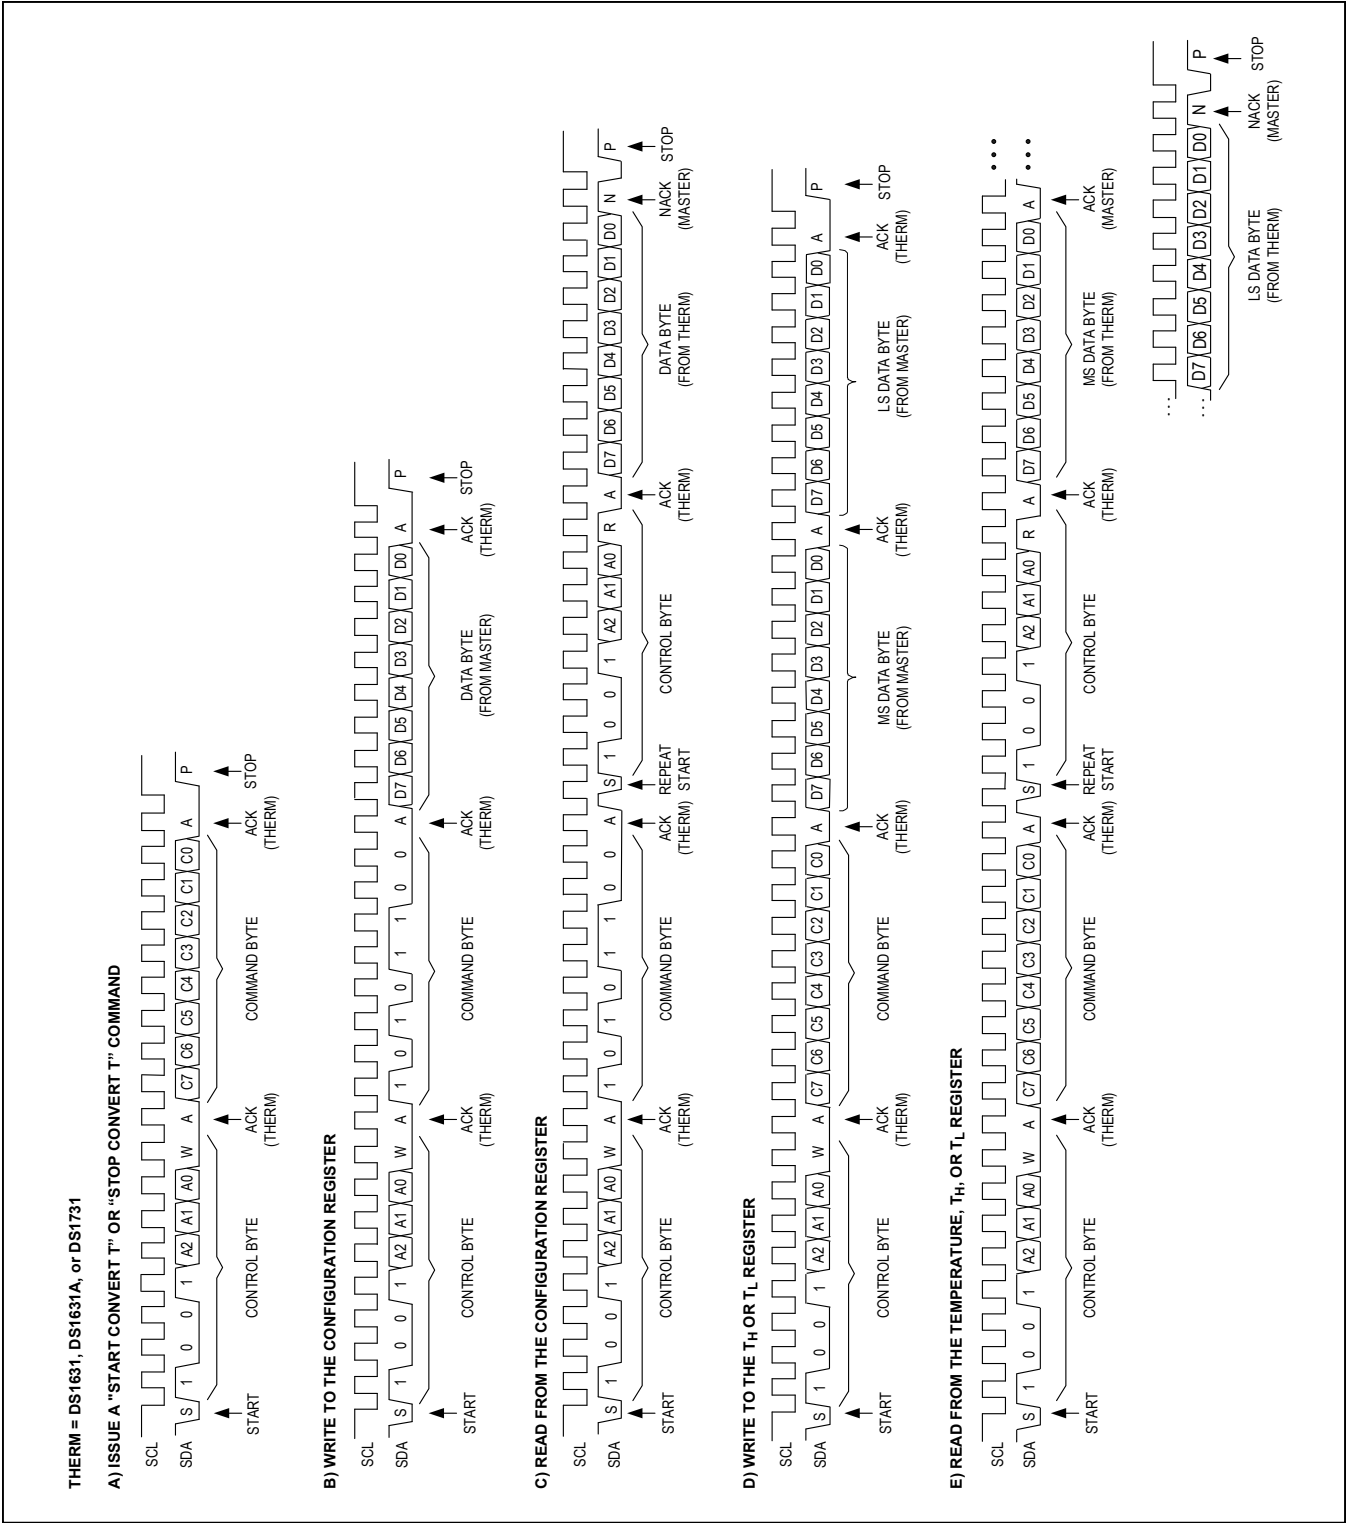 THERM = DS1631, DS1631A, or DS1731
A) ISSUE A "START CONVERT T" OR “STOP CONVERT T” COMMAND
SCL
SDA S 1 0 0 1 A2 A1 A0 W A C7 C6 C5 C4 C3 C2 C1 C0 A P
START CONTROL BYTE ACK COMMAND BYTE ACK STOP
(THERM) (THERM)
B) WRITE TO THE CONFIGURATION REGISTER
SCL
SDA S 1 0 0 1 A2 A1 A0 W A 1 0 1 0 1 1 0 0 A D7 D6 D5 D4 D3 D2 D1 D0 A P
START CONTROL BYTE ACK COMMAND BYTE ACK DATA BYTE ACK STOP
(THERM) (THERM) (FROM MASTER) (THERM)
C) READ FROM THE CONFIGURATION REGISTER
SCL
SDA S 1 0 0 1 A2 A1 A0 W A 1 0 1 0 1 1 0 0 A S 1 0 0 1 A2 A1 A0 R A D7 D6 D5 D4 D3 D2 D1 D0 N P
START CONTROL BYTE ACK COMMAND BYTE ACK REPEAT CONTROL BYTE ACK DATA BYTE NACK STOP
(THERM) (THERM) START (THERM) (FROM THERM) (MASTER)
D) WRITE TO THE TH OR TL REGISTER
SCL
SDA S 1 0 0 1 A2 A1 A0 W A C7 C6 C5 C4 C3 C2 C1 C0 A D7 D6 D5 D4 D3 D2 D1 D0 A D7 D6 D5 D4 D3 D2 D1 D0 A P
START CONTROL BYTE ACK COMMAND BYTE ACK MS DATA BYTE ACK LS DATA BYTE ACK STOP
(THERM) (THERM) (FROM MASTER) (THERM) (FROM MASTER) (THERM)
E) READ FROM THE TEMPERATURE, TH, OR TL REGISTER
SCL • • •
SDA S 1 0 0 1 A2 A1 A0 W A C7 C6 C5 C4 C3 C2 C1 C0 A S 1 0 0 1 A2 A1 A0 R A D7 D6 D5 D4 D3 D2 D1 D0 A • • •
START CONTROL BYTE ACK COMMAND BYTE ACK REPEAT CONTROL BYTE ACK MS DATA BYTE ACK
(THERM) (THERM) START (THERM) (FROM THERM) (MASTER)
. . .
. . . D7 D6 D5 D4 D3 D2 D1 D0 N P
LS DATA BYTE NACK STOP
(FROM THERM) (MASTER)